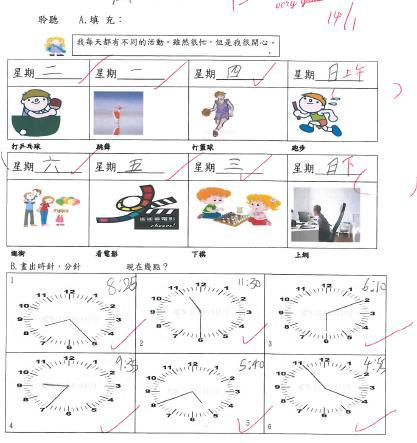 very good
14/1
聆聽 A.填充：
我每天都有不同的活動。雖然很忙，但是我很開心。
星期 二 星期 一 星期 四 星期 日上午
打乒乓球 跳舞 打籃球 跑步
星期 六 星期 五 星期 三 星期 日下
逛街 看電影 下棋 上網
B.畫出時針，分針 現在幾點？
1 8:25 2 11:30 3 6:10
4 9:35 5 5:40 6 4:55